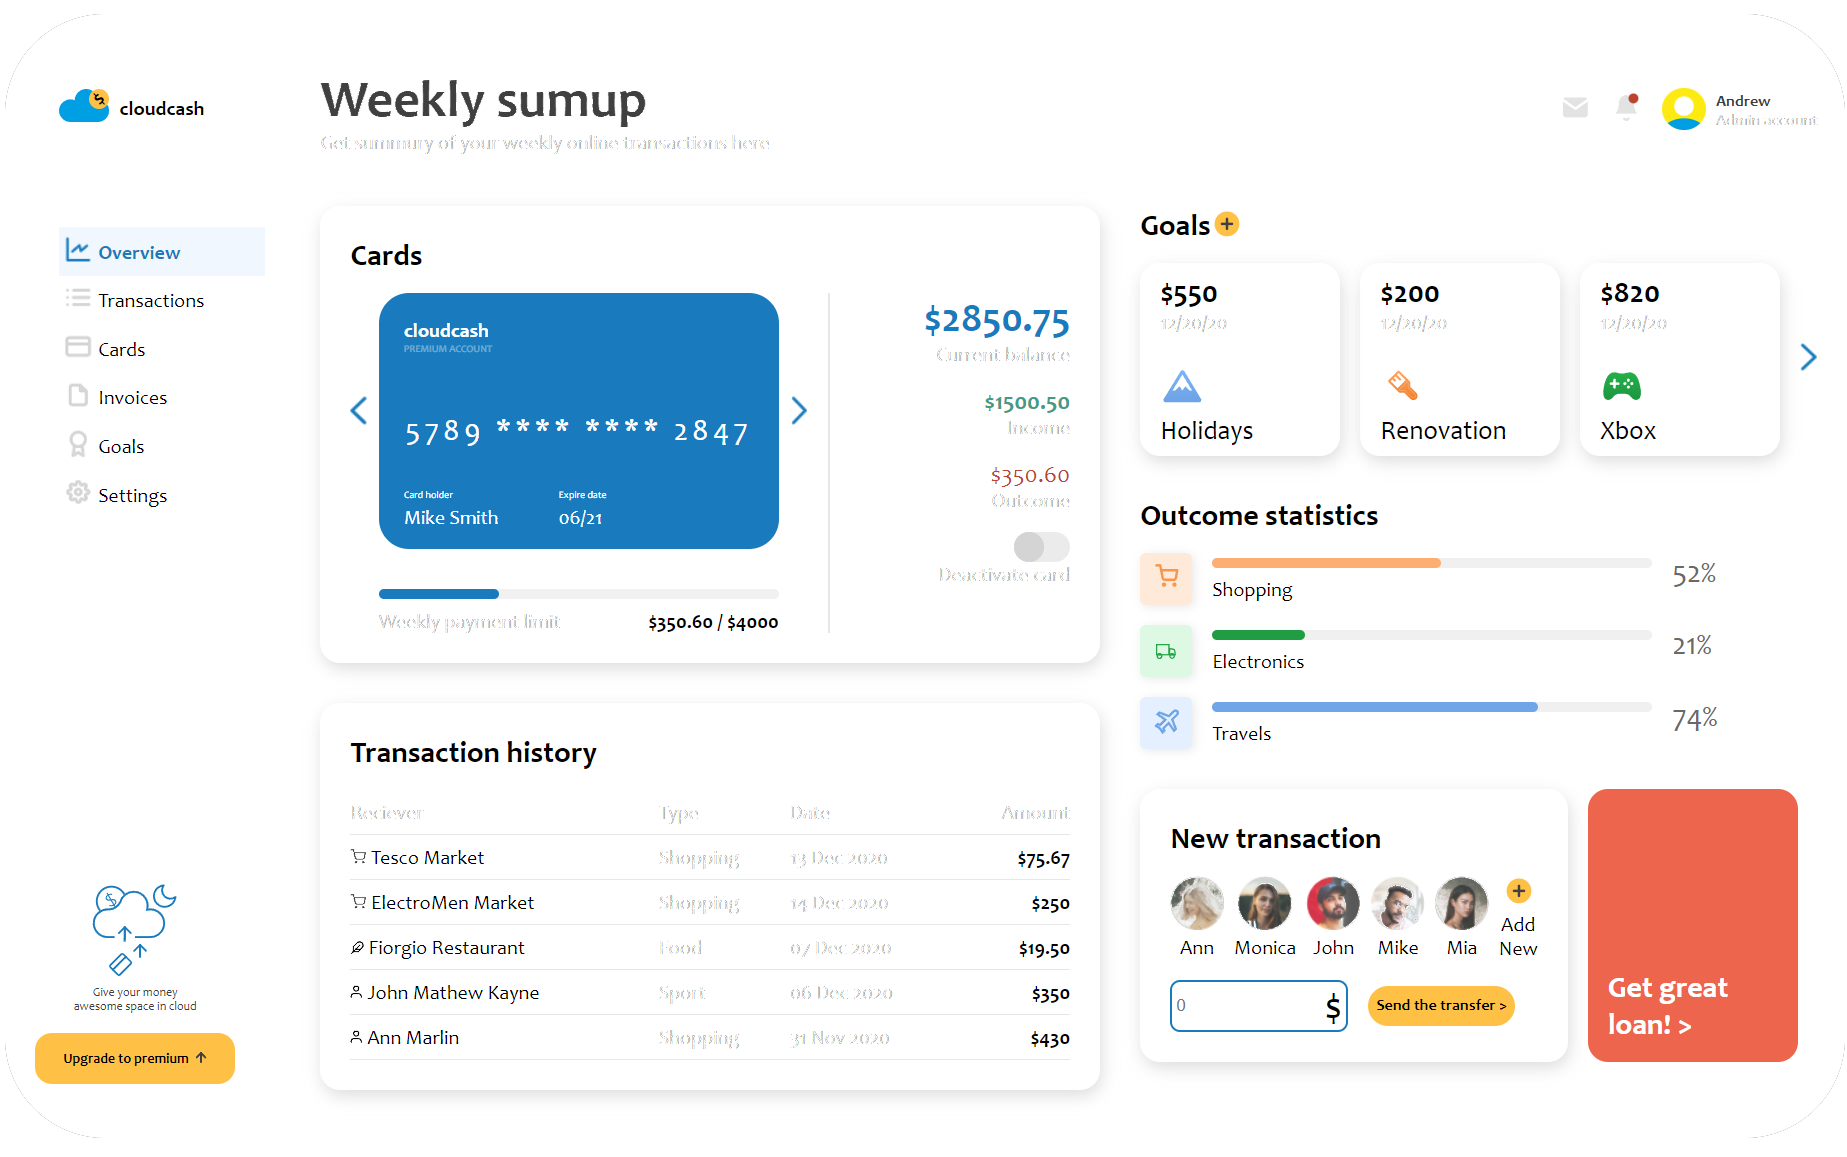 cloudcash
Weekly sumup
Get summury of your weekly online transactions here
Andrew
Admin account
Overview
Transactions
Cards
Invoices
Goals
Settings
Give your money
awesome space in cloud
Upgrade to premium
Cards
cloudcash
PREMIUM ACCOUNT
5789 **** **** 2847
Card holder Expire date
Mike Smith 06/21
Weekly payment limit $350.60 / $4000
$2850.75
Current balance
$1500.50
Income
$350.60
Outcome
Deactivate card
Transaction history
Reciever Type Date Amount
Tesco Market Shopping 13 Dec 2020 $75.67
ElectroMen Market Shopping 14 Dec 2020 $250
Fiorgio Restaurant Food 07 Dec 2020 $19.50
John Mathew Kayne Sport 06 Dec 2020 $350
Ann Marlin Shopping 31 Nov 2020 $430
Goals
$550
12/20/20
Holidays
$200
12/20/20
Renovation
$820
12/20/20
Xbox
Outcome statistics
Shopping 52%
Electronics 21%
Travels 74%
New transaction
Ann Monica John Mike Mia Add
New
0 $
Send the transfer >
Get great
loan! >